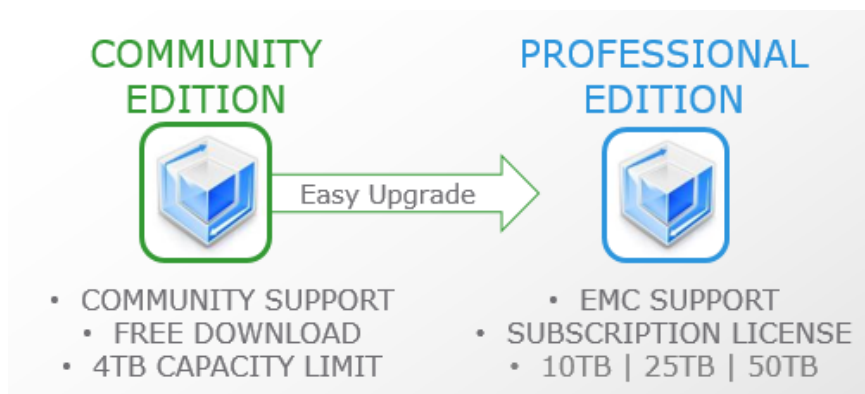 COMMUNITY
EDITION
Easy Upgrade
PROFESSIONAL
EDITION
• COMMUNITY SUPPORT
• FREE DOWNLOAD
• 4TB CAPACITY LIMIT
• EMC SUPPORT
• SUBSCRIPTION LICENSE
• 10TB | 25TB | 50TB